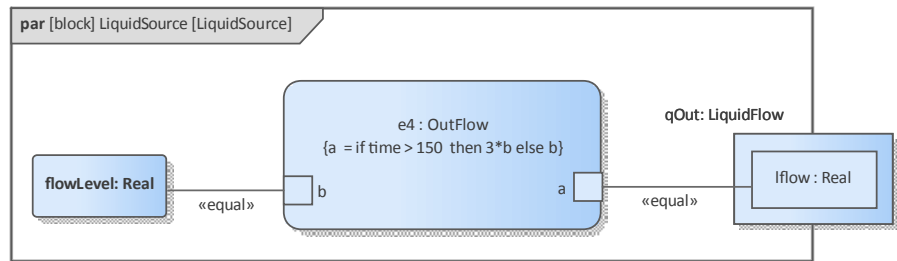 par [block] LiquidSource [LiquidSource]
e4 : OutFlow
{a = if time > 150 then 3*b else b}
qOut: LiquidFlow
flowLevel: Real
b
a
lflow : Real
«equal»
«equal»